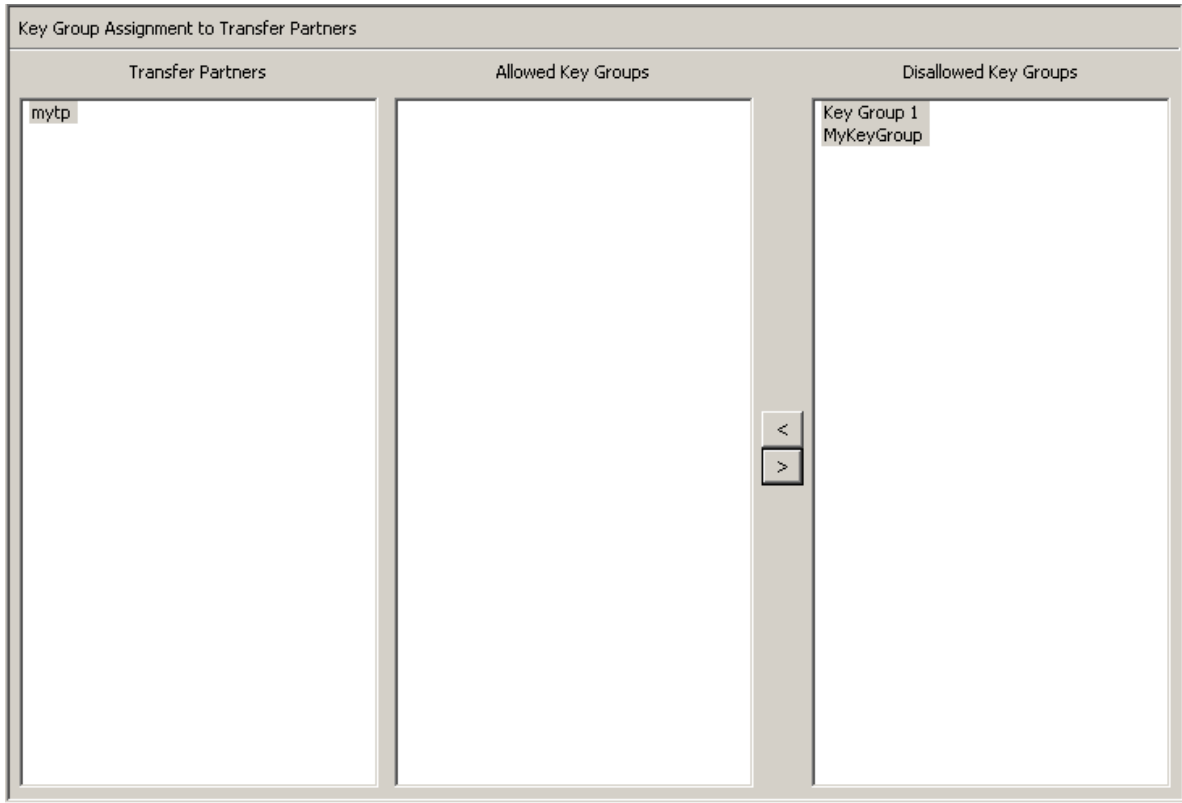 Key Group Assignment to Transfer Partners
Transfer Partners
Allowed Key Groups
Disallowed Key Groups
mytp
Key Group 1
MyKeyGroup
<
>